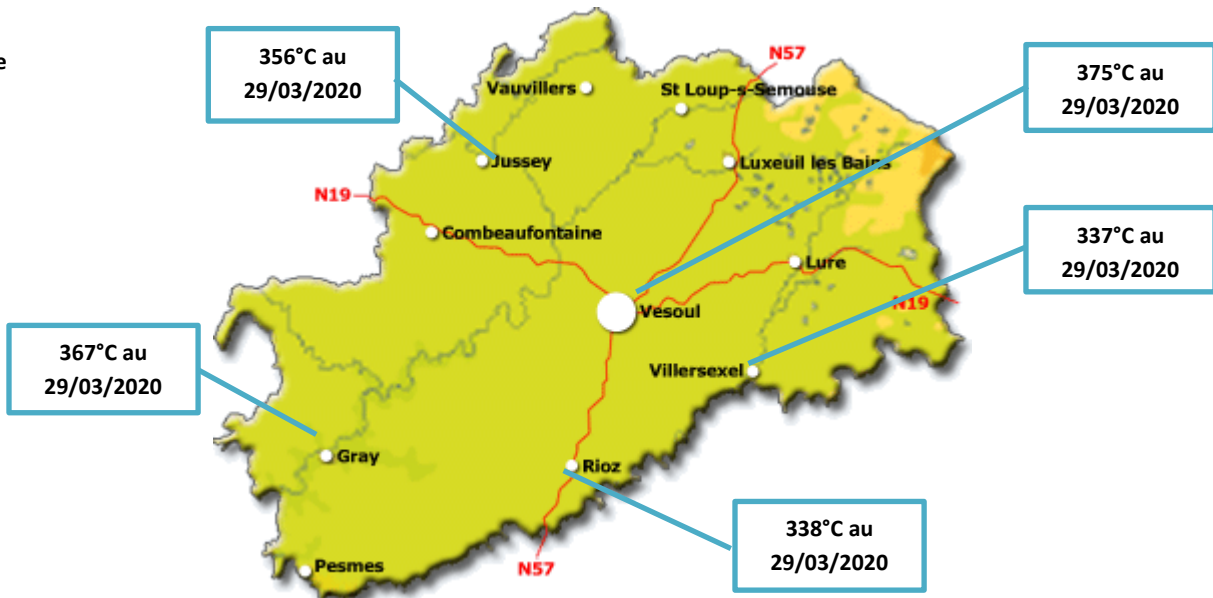 e
356°C au
29/03/2020
N57
375°C au
29/03/2020
Vauvillers
St Loup-s-Semouse
Jussey
Luxeuil les Bains
N19
Combeaufontaine
337°C au
29/03/2020
Lure
Vesoul
N19
367°C au
29/03/2020
Villersexel
Gray
Rioz
338°C au
29/03/2020
Pesmes
N57